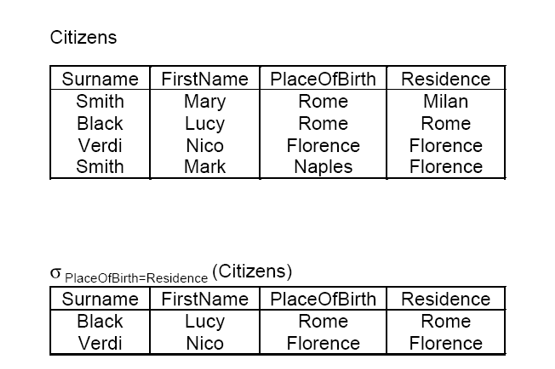 Citizens
Surname FirstName PlaceOfBirth Residence
Smith Mary Rome Milan
Black Lucy Rome Rome
Verdi Nico Florence Florence
Smith Mark Naples Florence
σ PlaceOfBirth=Residence (Citizens)
Surname FirstName PlaceOfBirth Residence
Black Lucy Rome Rome
Verdi Nico Florence Florence